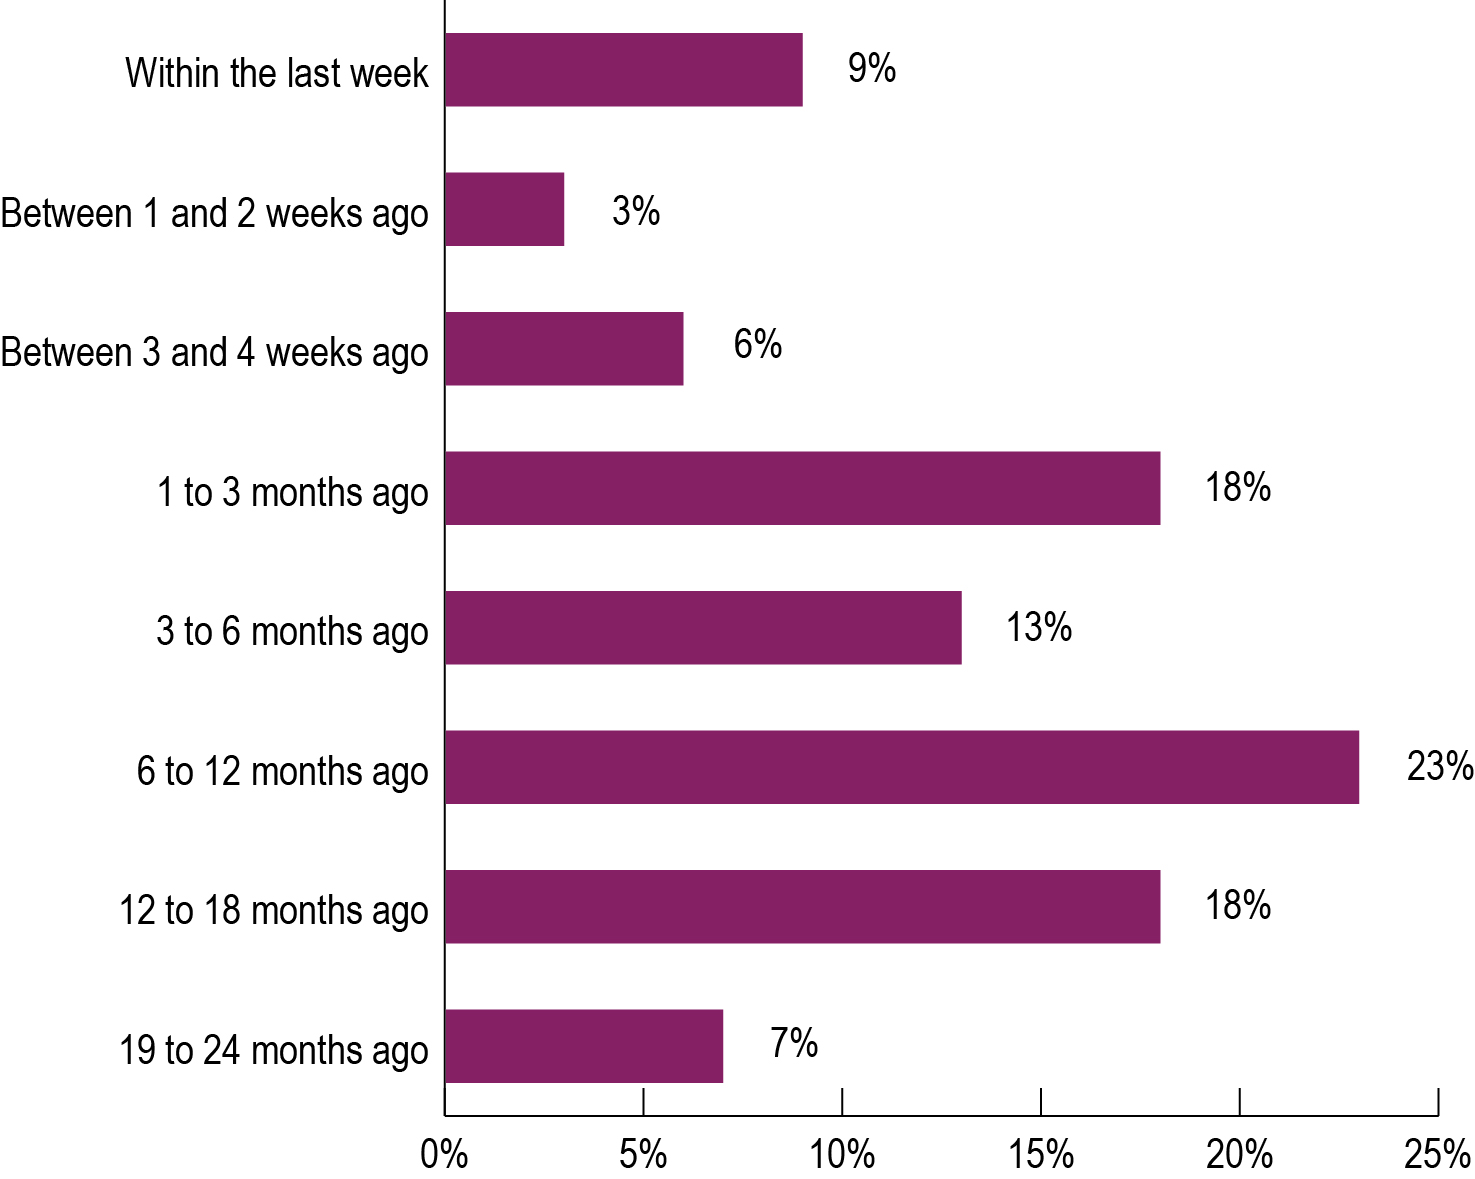 Within the last week 9%
Between 1 and 2 weeks ago 3%
Between 3 and 4 weeks ago 6%
1 to 3 months ago 18%
3 to 6 months ago 13%
6 to 12 months ago 23%
12 to 18 months ago 18%
19 to 24 months ago 7%
0% 5% 10% 15% 20% 25%